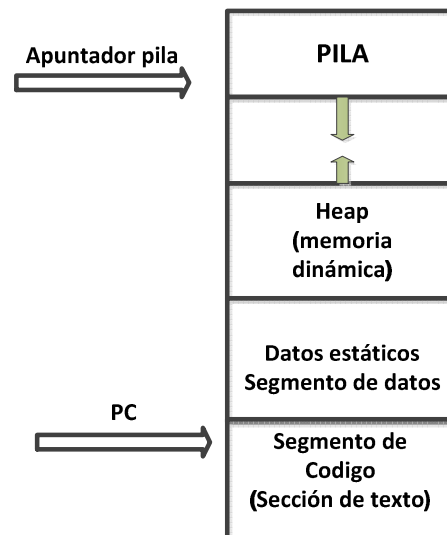 Apuntador pila
PILA
Heap
(memoria
dinámica)
Datos estáticos
Segmento de datos
PC
Segmento de
Codigo
(Sección de texto)